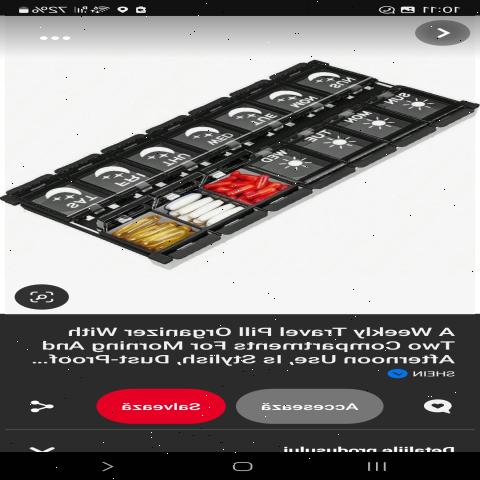 10:11
72%
SUN
MON
TUE
WED
THU
FRI
SAT
SUN
MON
TUE
WED
A Weekly Travel Pill Organizer With
Two Compartments For Morning And
Afternoon Use, Is Stylish, Dust-Proof...
SHEIN
Accesează
Salvează
Detaliile produsului